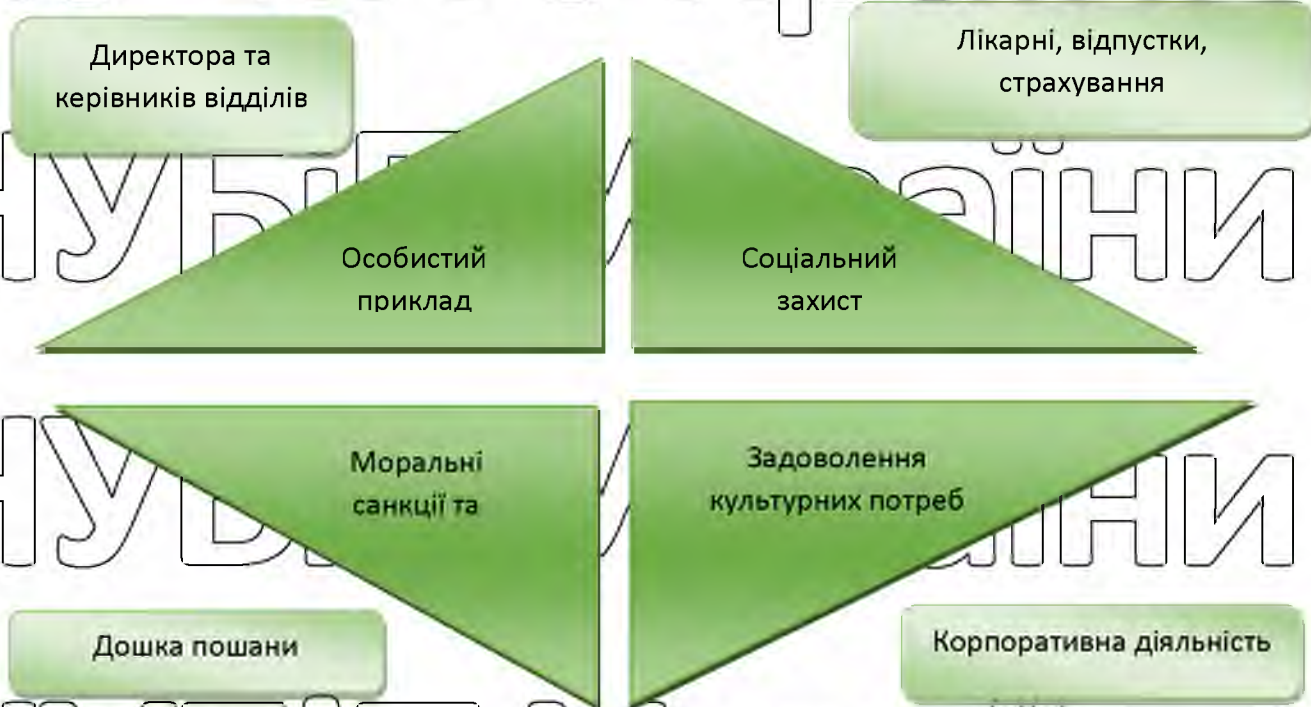 Директора та
керівників відділів
Лікарні, відпустки,
страхування
Особистий
приклад
Соціальний
захист
Моральні
санкції та
Задоволення
культурних потреб
Дошка пошани
Корпоративна діяльність